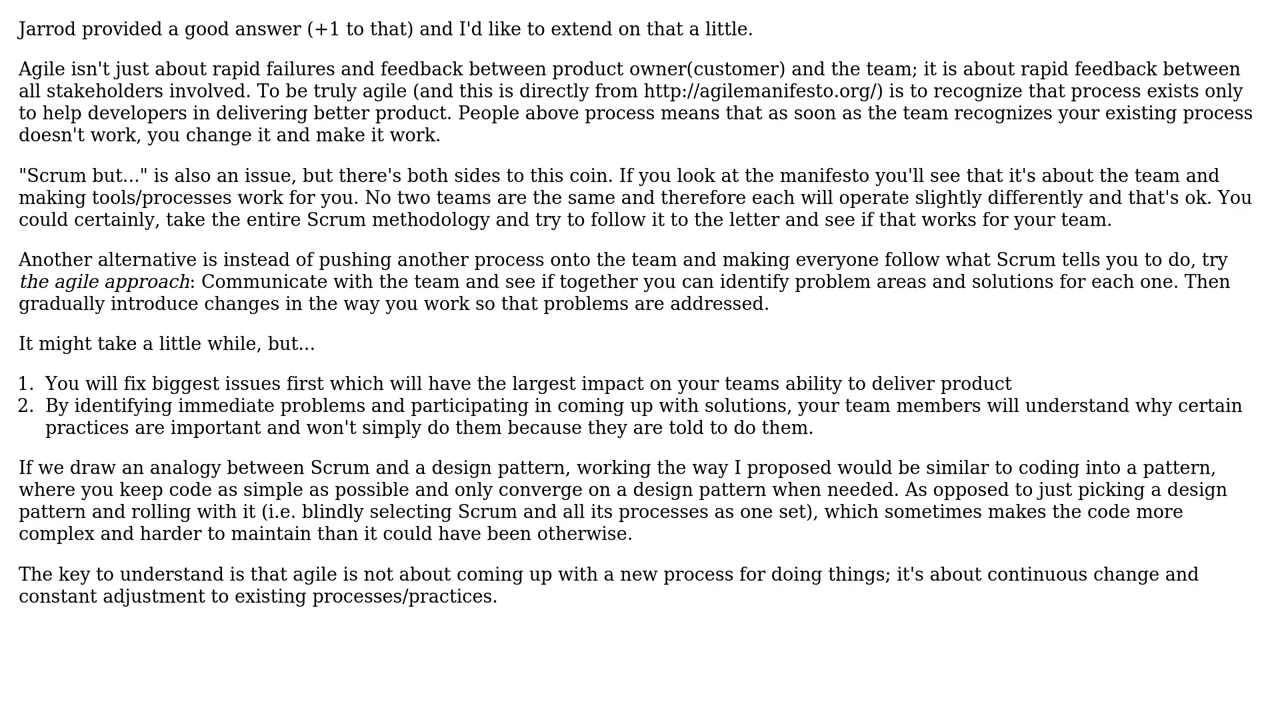 Jarrod provided a good answer (+1 to that) and I'd like to extend on that a little.
Agile isn't just about rapid failures and feedback between product owner(customer) and the team; it is about rapid feedback between
all stakeholders involved. To be truly agile (and this is directly from http://agilemanifesto.org/) is to recognize that process exists only
to help developers in delivering better product. People above process means that as soon as the team recognizes your existing process
doesn't work, you change it and make it work.
"Scrum but..." is also an issue, but there's both sides to this coin. If you look at the manifesto you'll see that it's about the team and
making tools/processes work for you. No two teams are the same and therefore each will operate slightly differently and that's ok. You
could certainly, take the entire Scrum methodology and try to follow it to the letter and see if that works for your team.
Another alternative is instead of pushing another process onto the team and making everyone follow what Scrum tells you to do, try
the agile approach: Communicate with the team and see if together you can identify problem areas and solutions for each one. Then
gradually introduce changes in the way you work so that problems are addressed.
It might take a little while, but...
1. You will fix biggest issues first which will have the largest impact on your teams ability to deliver product
2. By identifying immediate problems and participating in coming up with solutions, your team members will understand why certain
practices are important and won't simply do them because they are told to do them.
If we draw an analogy between Scrum and a design pattern, working the way I proposed would be similar to coding into a pattern,
where you keep code as simple as possible and only converge on a design pattern when needed. As opposed to just picking a design
pattern and rolling with it (i.e. blindly selecting Scrum and all its processes as one set), which sometimes makes the code more
complex and harder to maintain than it could have been otherwise.
The key to understand is that agile is not about coming up with a new process for doing things; it's about continuous change and
constant adjustment to existing processes/practices.